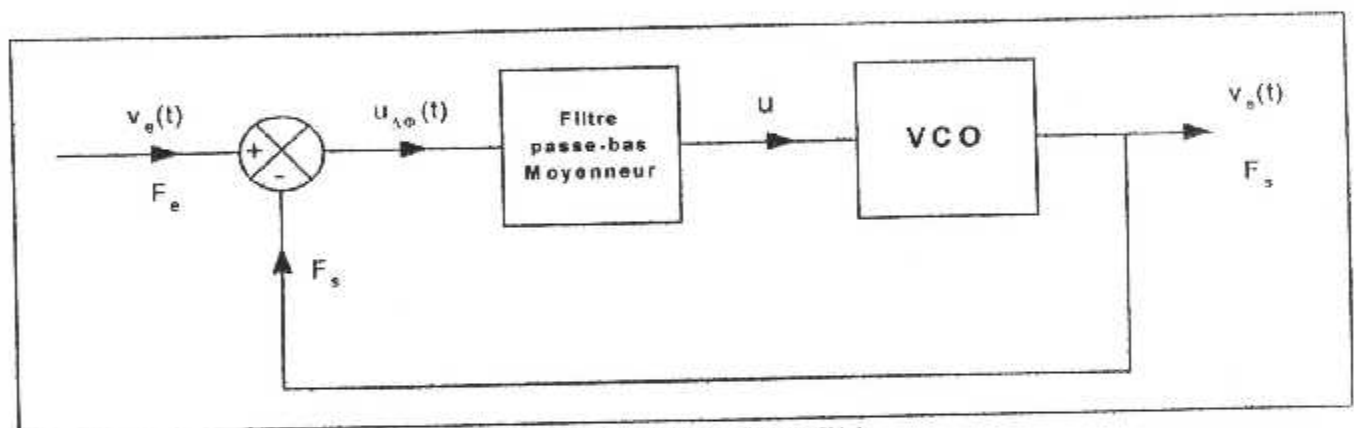 v_e(t)
F_e
+
-
u_ΔΦ(t)
Filtre
passe-bas
Moyenneur
u
VCO
v_s(t)
F_s
F_s